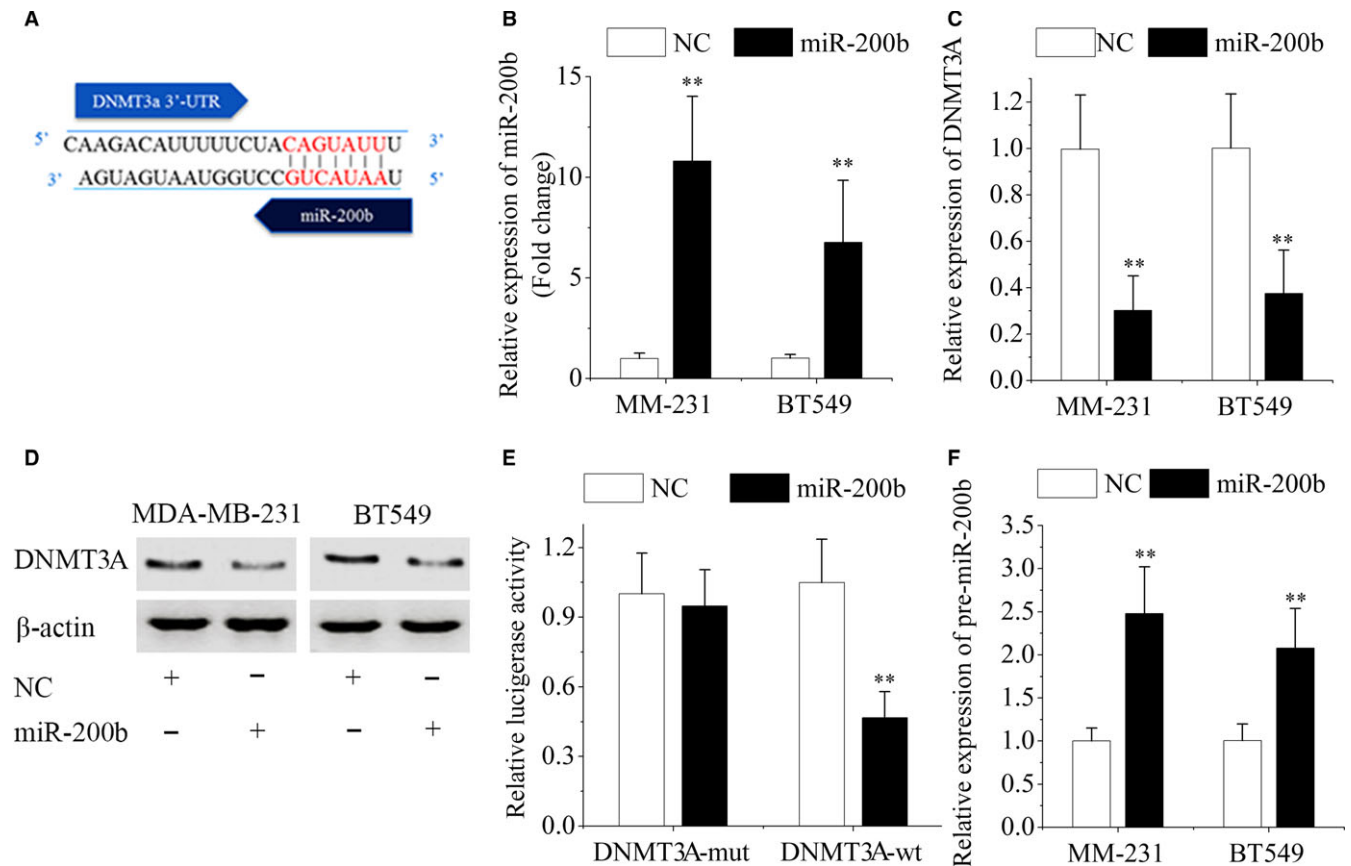 A
DNMT3a 3'-UTR
5' CAAGACAUUUUUCUACAGUAUUU 3'
3' AGUAGUAAUGGUCCGUCAUAAU 5'
miR-200b
B
NC miR-200b
Relative expression of miR-200b
(Fold change)
15
10
5
0
**
**
MM-231 BT549
C
NC miR-200b
Relative expression of DNMT3A
1.2
1.0
0.8
0.6
0.4
0.2
0.0
**
**
MM-231 BT549
D
MDA-MB-231 BT549
DNMT3A
β-actin
NC + - + -
miR-200b - + - +
E
NC miR-200b
Relative lucigerase activity
1.2
0.9
0.6
0.3
0.0
**
DNMT3A-mut DNMT3A-wt
F
NC miR-200b
Relative expression of pre-miR-200b
3.5
3.0
2.5
2.0
1.5
1.0
0.5
0.0
**
**
MM-231 BT549